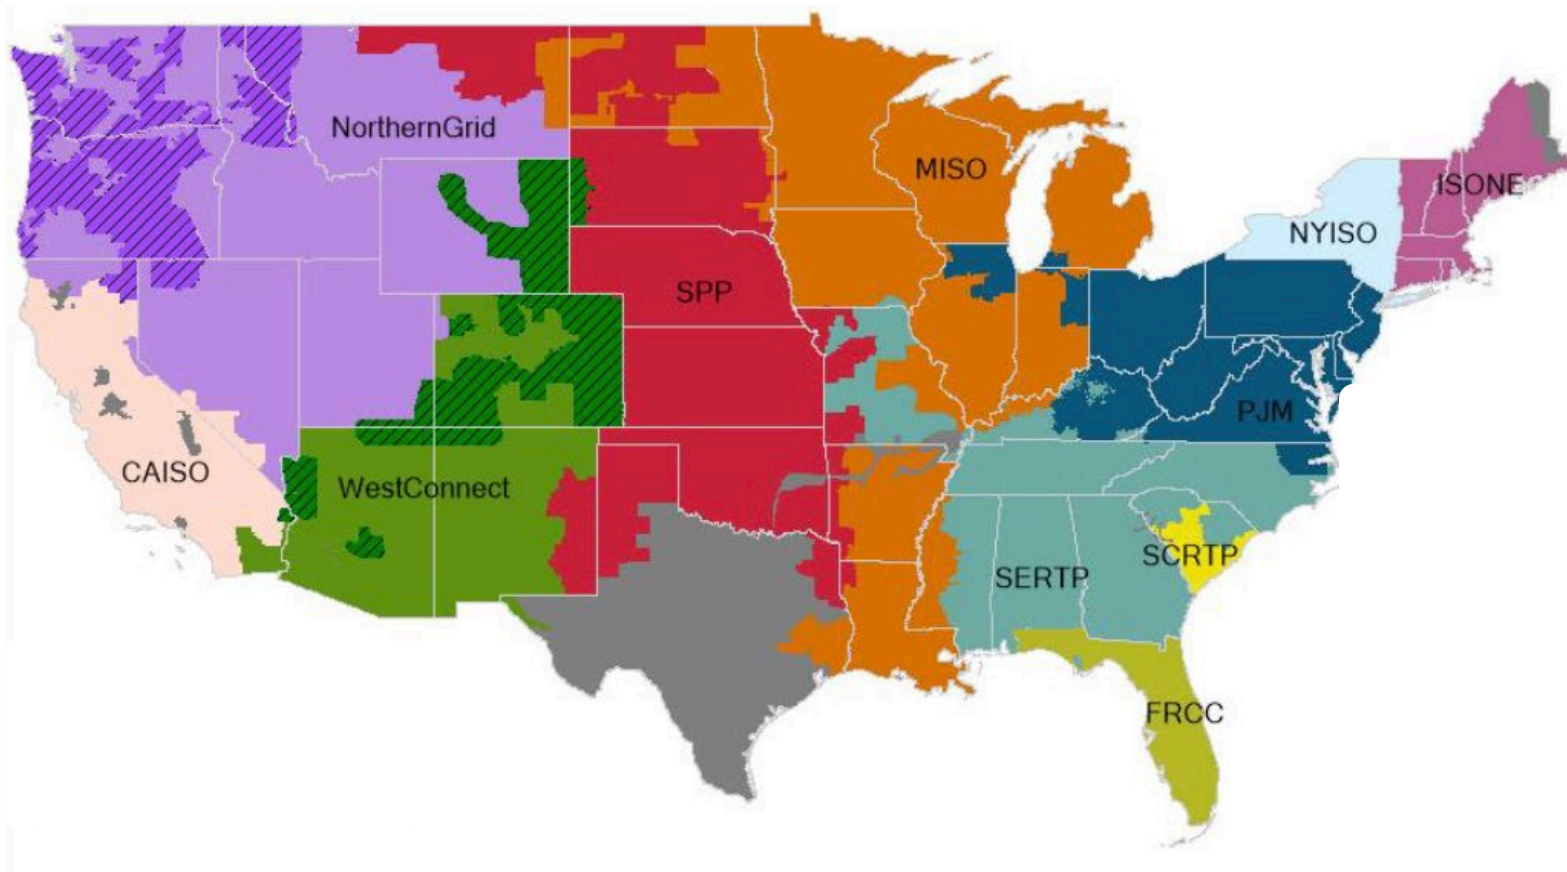 NorthernGrid
MISO
ISONE
NYISO
SPP
PJM
CAISO
WestConnect
SCRTP
SERTP
FRCC